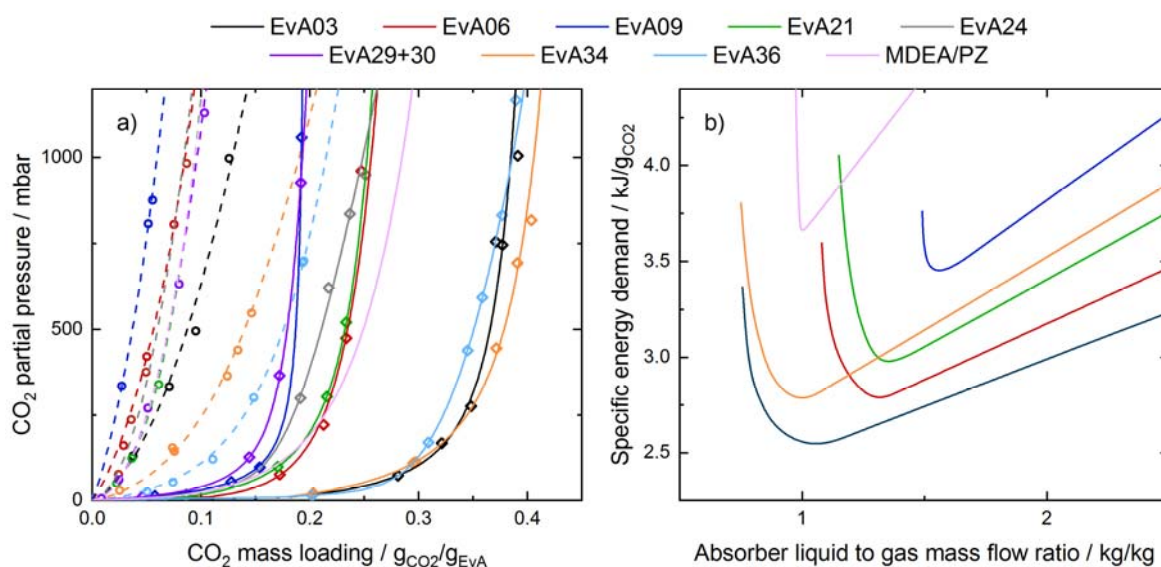 EvA03 EvA06 EvA09 EvA21 EvA24
EvA29+30 EvA34 EvA36 MDEA/PZ
a)
CO2 partial pressure / mbar
1000
500
0
0.0 0.1 0.2 0.3 0.4
CO2 mass loading / gCO2/gEvA
b)
Specific energy demand / kJ/gCO2
4.0
3.5
3.0
2.5
1 2
Absorber liquid to gas mass flow ratio / kg/kg